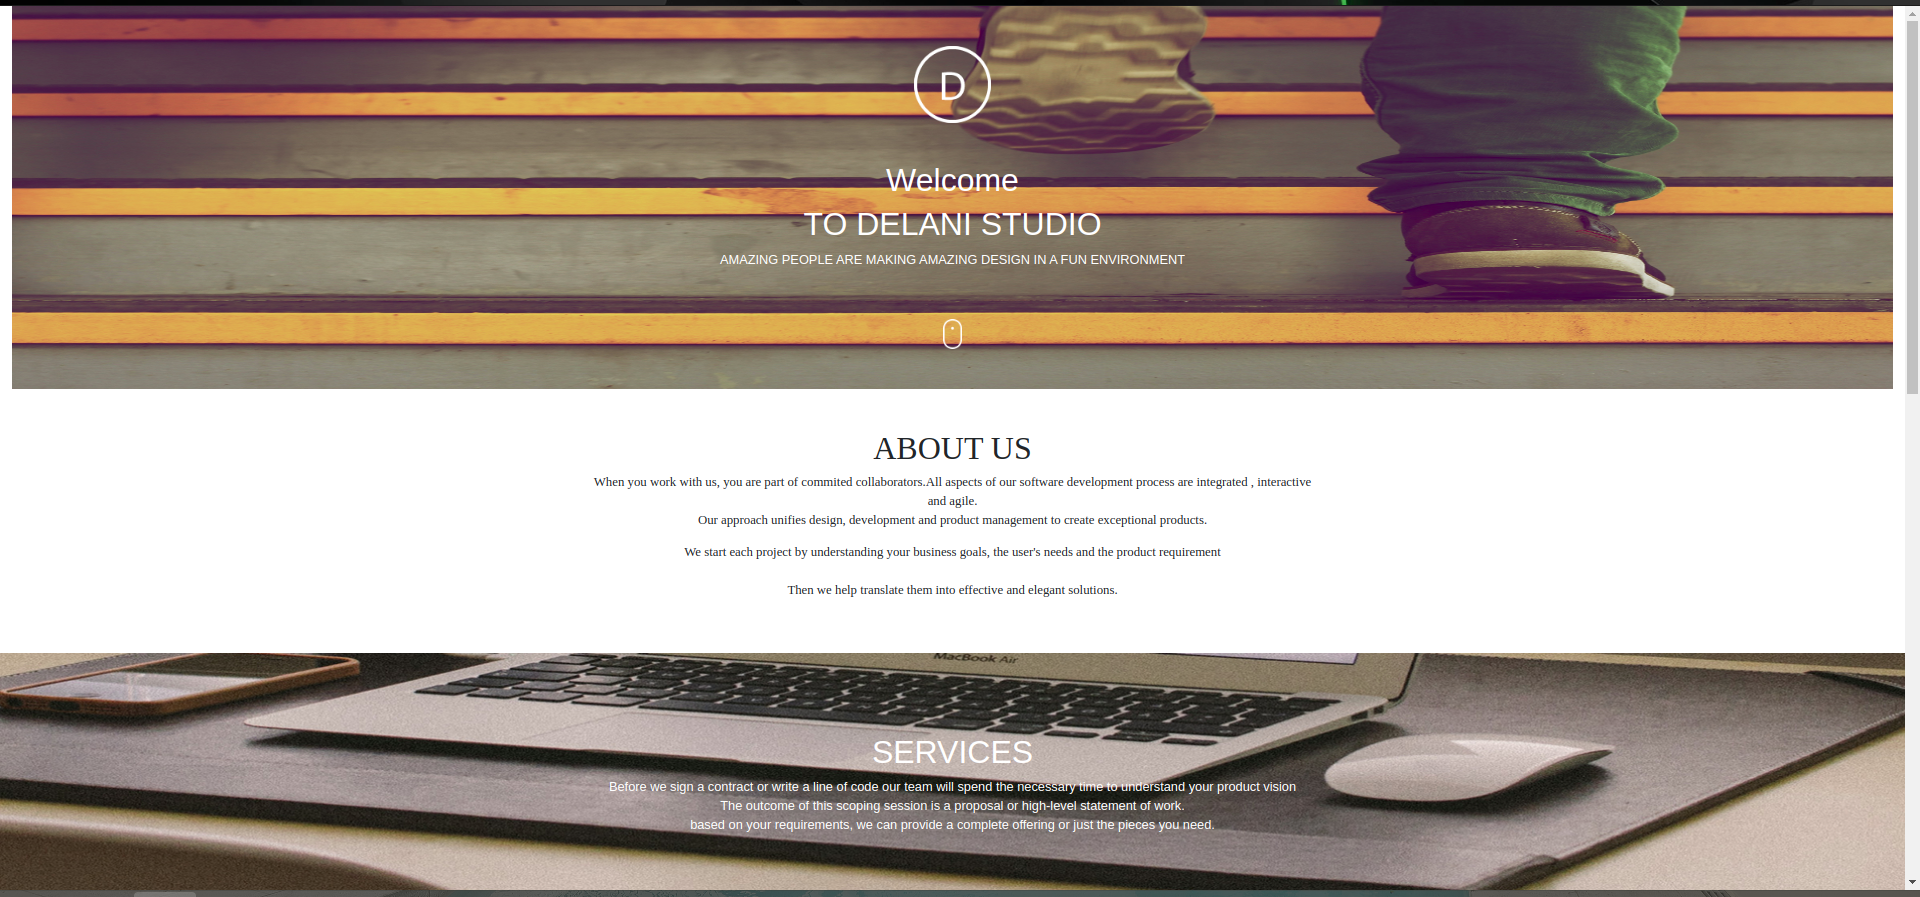 D
Welcome
TO DELANI STUDIO
AMAZING PEOPLE ARE MAKING AMAZING DESIGN IN A FUN ENVIRONMENT
ABOUT US
When you work with us, you are part of commited collaborators.All aspects of our software development process are integrated , interactive
and agile.
Our approach unifies design, development and product management to create exceptional products.
We start each project by understanding your business goals, the user's needs and the product requirement
Then we help translate them into effective and elegant solutions.
MacBook Air
SERVICES
Before we sign a contract or write a line of code our team will spend the necessary time to understand your product vision
The outcome of this scoping session is a proposal or high-level statement of work.
based on your requirements, we can provide a complete offering or just the pieces you need.